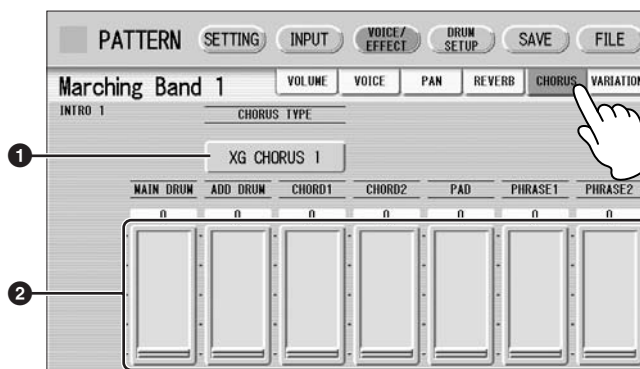 PATTERN SETTING INPUT VOICE/ EFFECT DRUM SETUP SAVE FILE
Marching Band 1 VOLUME VOICE PAN REVERB CHORUS VARIATION
INTRO 1 CHORUS TYPE
1 XG CHORUS 1
MAIN DRUM ADD DRUM CHORD1 CHORD2 PAD PHRASE1 PHRASE2
0 0 0 0 0 0 0
2